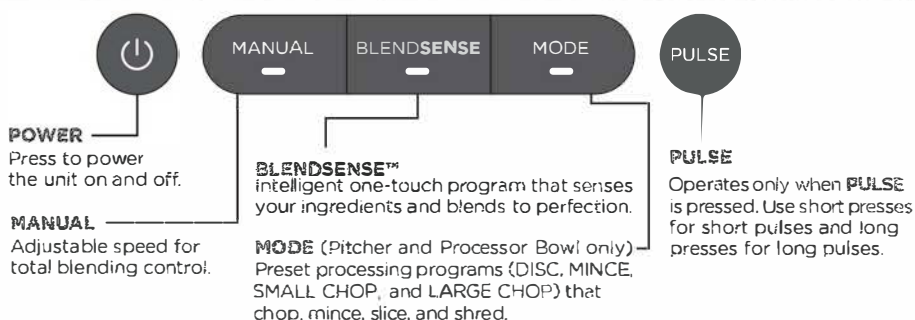 MANUAL
BLENDSENSE
MODE
PULSE
POWER
Press to power
the unit on and off.
MANUAL
Adjustable speed for
total blending control.
BLENDSENSE™
intelligent one-touch program that senses
your ingredients and blends to perfection.
MODE (Pitcher and Processor Bowl only)
Preset processing programs (DISC, MINCE,
SMALL CHOP, and LARGE CHOP) that
chop, mince, slice, and shred.
PULSE
Operates only when PULSE
is pressed. Use short presses
for short pulses and long
presses for long pulses.